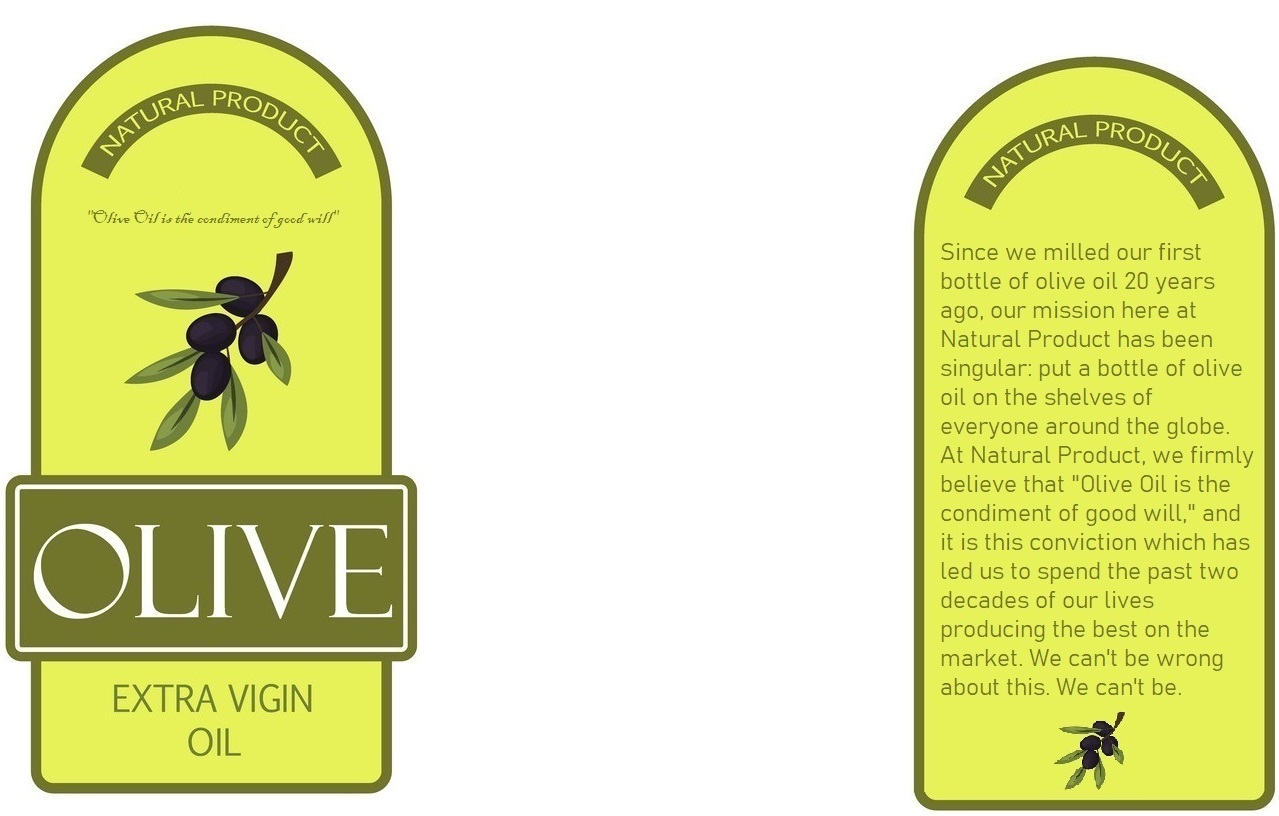 NATURAL PRODUCT
"Olive Oil is the condiment of good will"
OLIVE
EXTRA VIGIN
OIL
NATURAL PRODUCT
Since we milled our first
bottle of olive oil 20 years
ago, our mission here at
Natural Product has been
singular: put a bottle of olive
oil on the shelves of
everyone around the globe.
At Natural Product, we firmly
believe that "Olive Oil is the
condiment of good will," and
it is this conviction which has
led us to spend the past two
decades of our lives
producing the best on the
market. We can't be wrong
about this. We can't be.